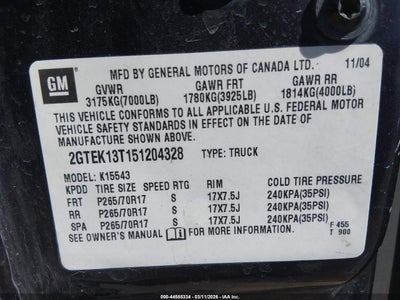 GM
MFD BY GENERAL MOTORS OF CANADA LTD. 11/04
GVWR GAWR FRT GAWR RR
3175KG(7000LB) 1780KG(3925LB) 1814KG(4000LB)
THIS VEHICLE CONFORMS TO ALL APPLICABLE U.S. FEDERAL MOTOR
VEHICLE SAFETY STANDARDS IN EFFECT ON THE DATE OF
MANUFACTURE SHOWN ABOVE.
2GTEK13T151204328 TYPE: TRUCK
MODEL: K15543
KPDD TIRE SIZE SPEED RTG RIM COLD TIRE PRESSURE
FRT P265/70R17 S 17X7.5J 240KPA(35PSI)
RR P265/70R17 S 17X7.5J 240KPA(35PSI)
SPA P265/70R17 S 17X7.5J 240KPA(35PSI)
SEE OWNER'S MANUAL FOR MORE INFORMATION. F 455
T 900
000-44555334 - 03/11/2026 - IAAI.COM